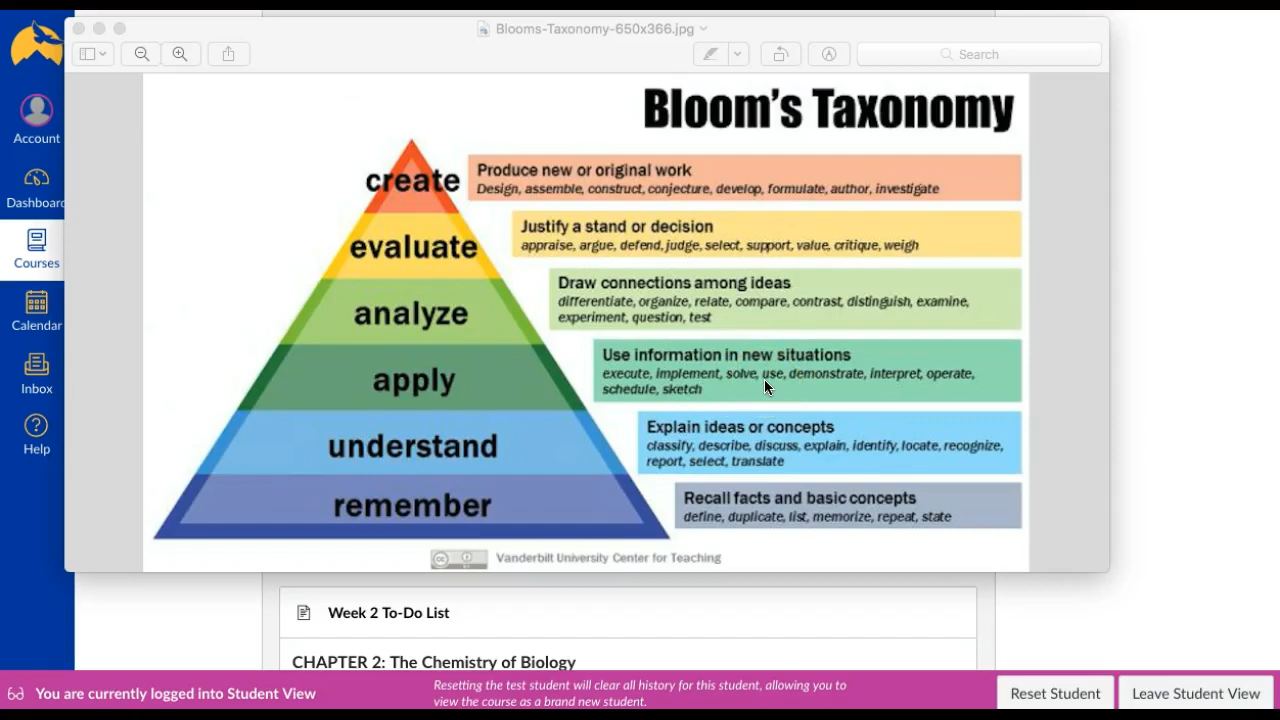 Blooms-Taxonomy-650x366.jpg
Search
Account
Dashboard
Courses
Calendar
Inbox
Help
Bloom's Taxonomy
create
Produce new or original work
Design, assemble, construct, conjecture, develop, formulate, author, investigate
evaluate
Justify a stand or decision
appraise, argue, defend, judge, select, support, value, critique, weigh
analyze
Draw connections among ideas
differentiate, organize, relate, compare, contrast, distinguish, examine,
experiment, question, test
apply
Use information in new situations
execute, implement, solve, use, demonstrate, interpret, operate,
schedule, sketch
understand
Explain ideas or concepts
classify, describe, discuss, explain, identify, locate, recognize,
report, select, translate
remember
Recall facts and basic concepts
define, duplicate, list, memorize, repeat, state
Vanderbilt University Center for Teaching
Week 2 To-Do List
CHAPTER 2: The Chemistry of Biology
You are currently logged into Student View
Resetting the test student will clear all history for this student, allowing you to
view the course as a brand new student.
Reset Student
Leave Student View